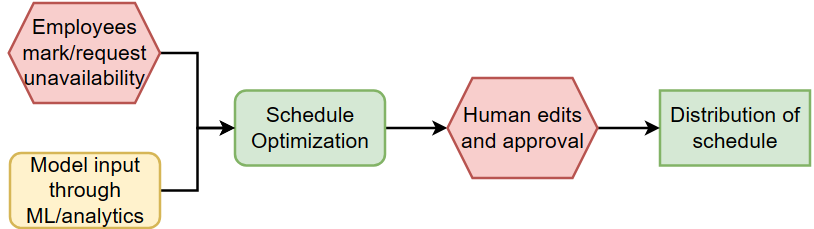 Employees
mark/request
unavailability
Model input
through
ML/analytics
Schedule
Optimization
Human edits
and approval
Distribution of
schedule